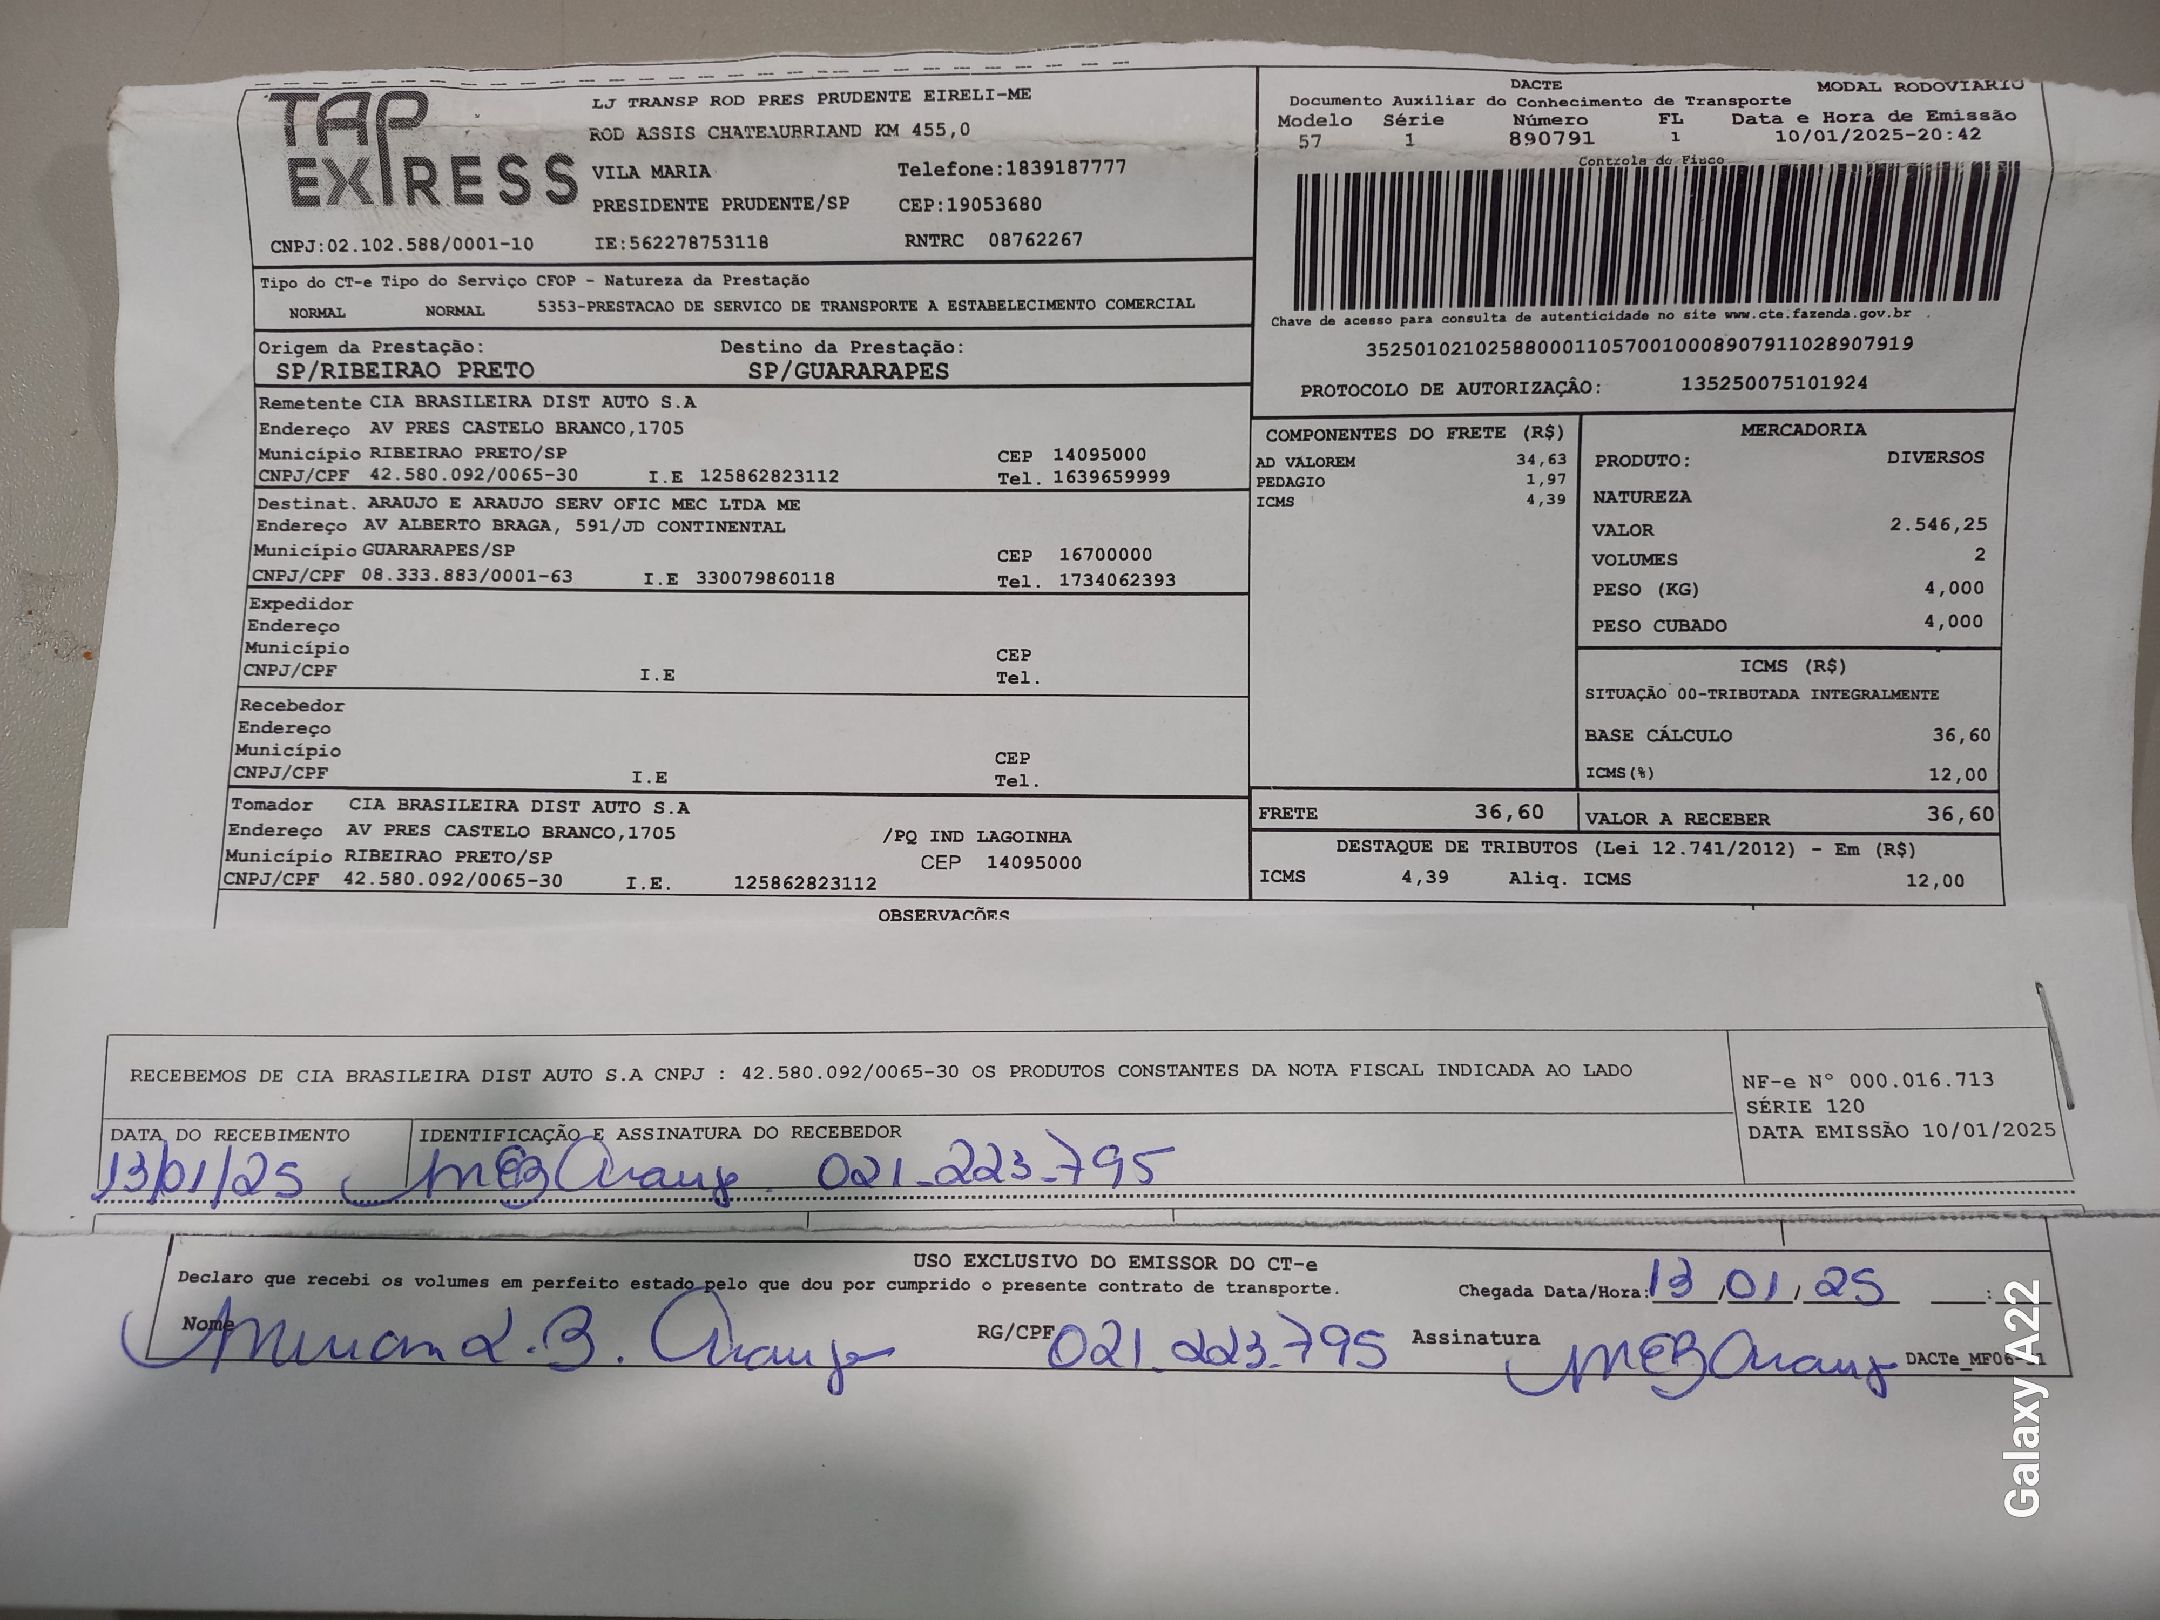 TAP EXPRESS
LJ TRANSP ROD PRES PRUDENTE EIRELI-ME
ROD ASSIS CHATEAUBRIAND KM 455,0
VILA MARIA Telefone:1839187777
PRESIDENTE PRUDENTE/SP CEP:19053680
CNPJ:02.102.588/0001-10 IE:562278753118 RNTRC 08762267
DACTE MODAL RODOVIARIO
Documento Auxiliar do Conhecimento de Transporte
Modelo Série Número FL Data e Hora de Emissão
57 1 890791 1 10/01/2025-20:42
Controle do Fisco
Chave de acesso para consulta de autenticidade no site www.cte.fazenda.gov.br
35250102102588000110570010008907911028907919
PROTOCOLO DE AUTORIZAÇÂO: 135250075101924
Tipo do CT-e Tipo do Serviço CFOP - Natureza da Prestação
NORMAL NORMAL 5353-PRESTACAO DE SERVICO DE TRANSPORTE A ESTABELECIMENTO COMERCIAL
Origem da Prestação: Destino da Prestação:
SP/RIBEIRAO PRETO SP/GUARARAPES
Remetente CIA BRASILEIRA DIST AUTO S.A
Endereço AV PRES CASTELO BRANCO,1705
Município RIBEIRAO PRETO/SP CEP 14095000
CNPJ/CPF 42.580.092/0065-30 I.E 125862823112 Tel. 1639659999
Destinat. ARAUJO E ARAUJO SERV OFIC MEC LTDA ME
Endereço AV ALBERTO BRAGA, 591/JD CONTINENTAL
Município GUARARAPES/SP CEP 16700000
CNPJ/CPF 08.333.883/0001-63 I.E 330079860118 Tel. 1734062393
Expedidor
Endereço
Município CEP
CNPJ/CPF I.E Tel.
Recebedor
Endereço
Município CEP
CNPJ/CPF I.E Tel.
Tomador CIA BRASILEIRA DIST AUTO S.A
Endereço AV PRES CASTELO BRANCO,1705 /PQ IND LAGOINHA
Município RIBEIRAO PRETO/SP CEP 14095000
CNPJ/CPF 42.580.092/0065-30 I.E. 125862823112
COMPONENTES DO FRETE (R$)
AD VALOREM 34,63
PEDAGIO 1,97
ICMS 4,39
MERCADORIA
PRODUTO: DIVERSOS
NATUREZA
VALOR 2.546,25
VOLUMES 2
PESO (KG) 4,000
PESO CUBADO 4,000
ICMS (R$)
SITUAÇÃO 00-TRIBUTADA INTEGRALMENTE
BASE CÁLCULO 36,60
ICMS(%) 12,00
FRETE 36,60 VALOR A RECEBER 36,60
DESTAQUE DE TRIBUTOS (Lei 12.741/2012) - Em (R$)
ICMS 4,39 Aliq. ICMS 12,00
OBSERVAÇÕES
RECEBEMOS DE CIA BRASILEIRA DIST AUTO S.A CNPJ : 42.580.092/0065-30 OS PRODUTOS CONSTANTES DA NOTA FISCAL INDICADA AO LADO
NF-e Nº 000.016.713
SÉRIE 120
DATA EMISSÃO 10/01/2025
DATA DO RECEBIMENTO IDENTIFICAÇÃO E ASSINATURA DO RECEBEDOR
13/01/25 Araujo 021.223.795
USO EXCLUSIVO DO EMISSOR DO CT-e
Declaro que recebi os volumes em perfeito estado pelo que dou por cumprido o presente contrato de transporte. Chegada Data/Hora:13/01/25 :
Nome Mirian L.B. Araujo RG/CPF 021.223.795 Assinatura Araujo DACTe_MF06-
Galaxy A22